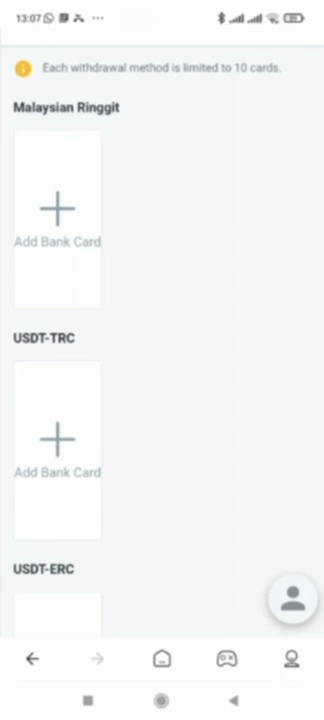 13:07
Each withdrawal method is limited to 10 cards.
Malaysian Ringgit
Add Bank Card
USDT-TRC
Add Bank Card
USDT-ERC